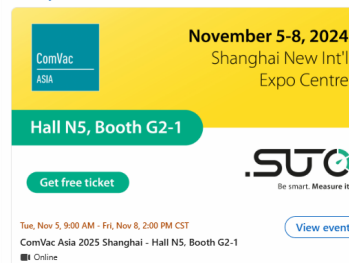 November 5-8, 2024
Shanghai New Int'l
Expo Centre
ComVac
ASIA
Hall N5, Booth G2-1
.SUO
Be smart. Measure it
Get free ticket
Tue, Nov 5, 9:00 AM - Fri, Nov 8, 2:00 PM CST
View event
ComVac Asia 2025 Shanghai - Hall N5, Booth G2-1
Online